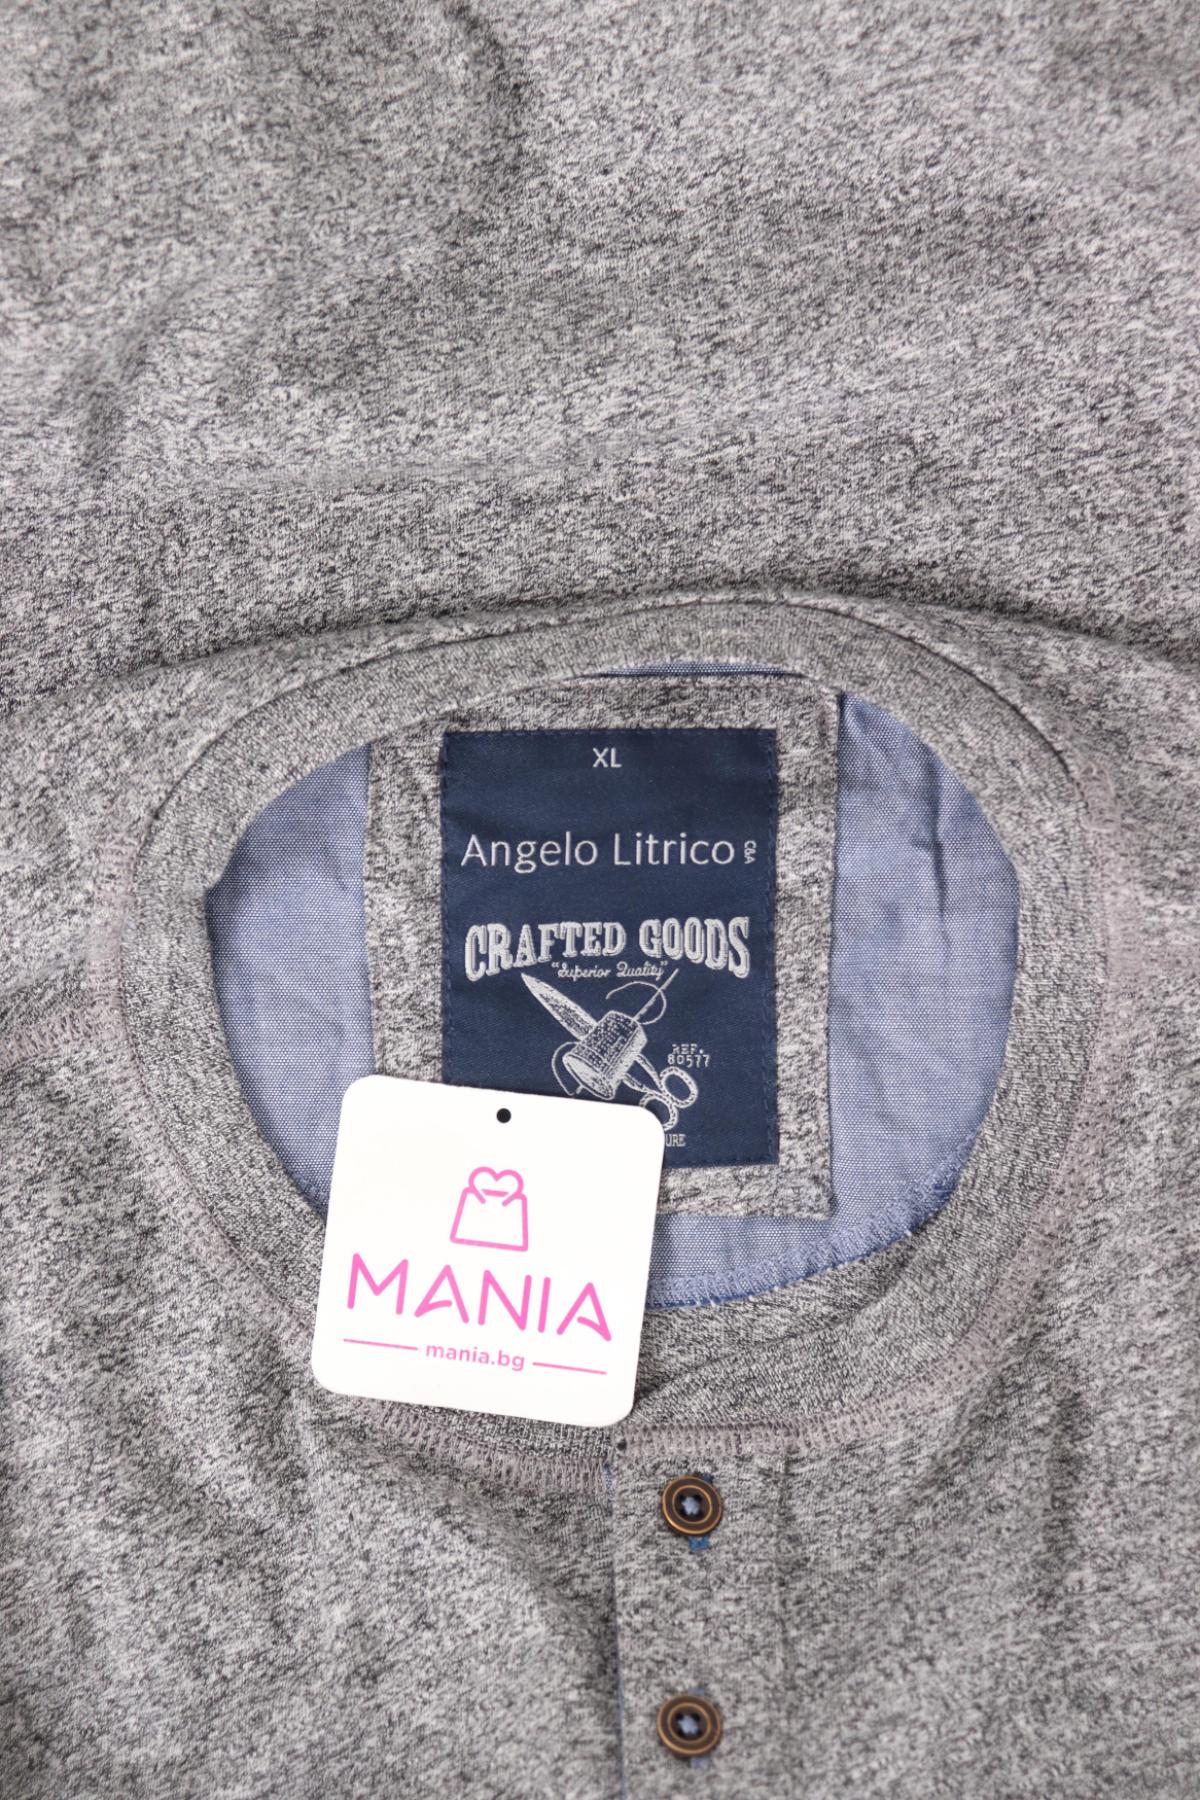 XL
Angelo Litrico C&A
CRAFTED GOODS
"Superior Quality"
REF.
80577
MANIA
mania.bg